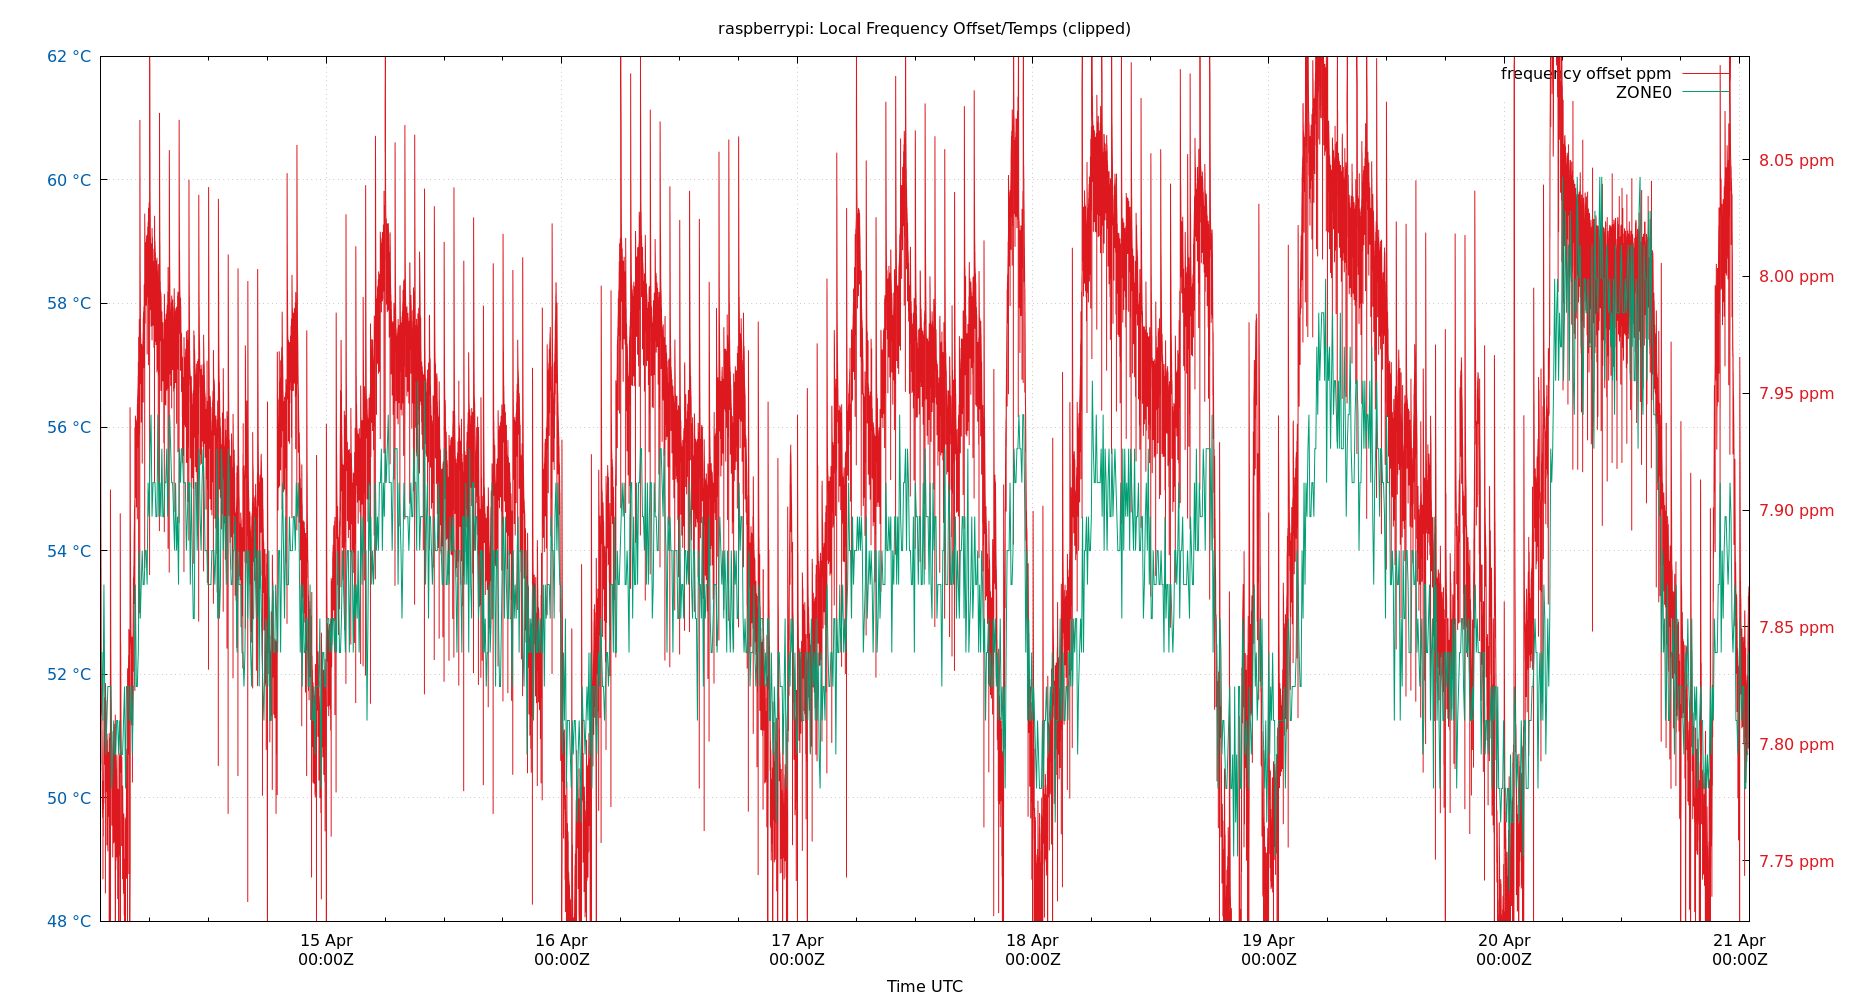 raspberrypi: Local Frequency Offset/Temps (clipped)
62 °C
60 °C
58 °C
56 °C
54 °C
52 °C
50 °C
48 °C
frequency offset ppm
ZONE0
8.05 ppm
8.00 ppm
7.95 ppm
7.90 ppm
7.85 ppm
7.80 ppm
7.75 ppm
15 Apr
00:00Z
16 Apr
00:00Z
17 Apr
00:00Z
18 Apr
00:00Z
19 Apr
00:00Z
20 Apr
00:00Z
21 Apr
00:00Z
Time UTC